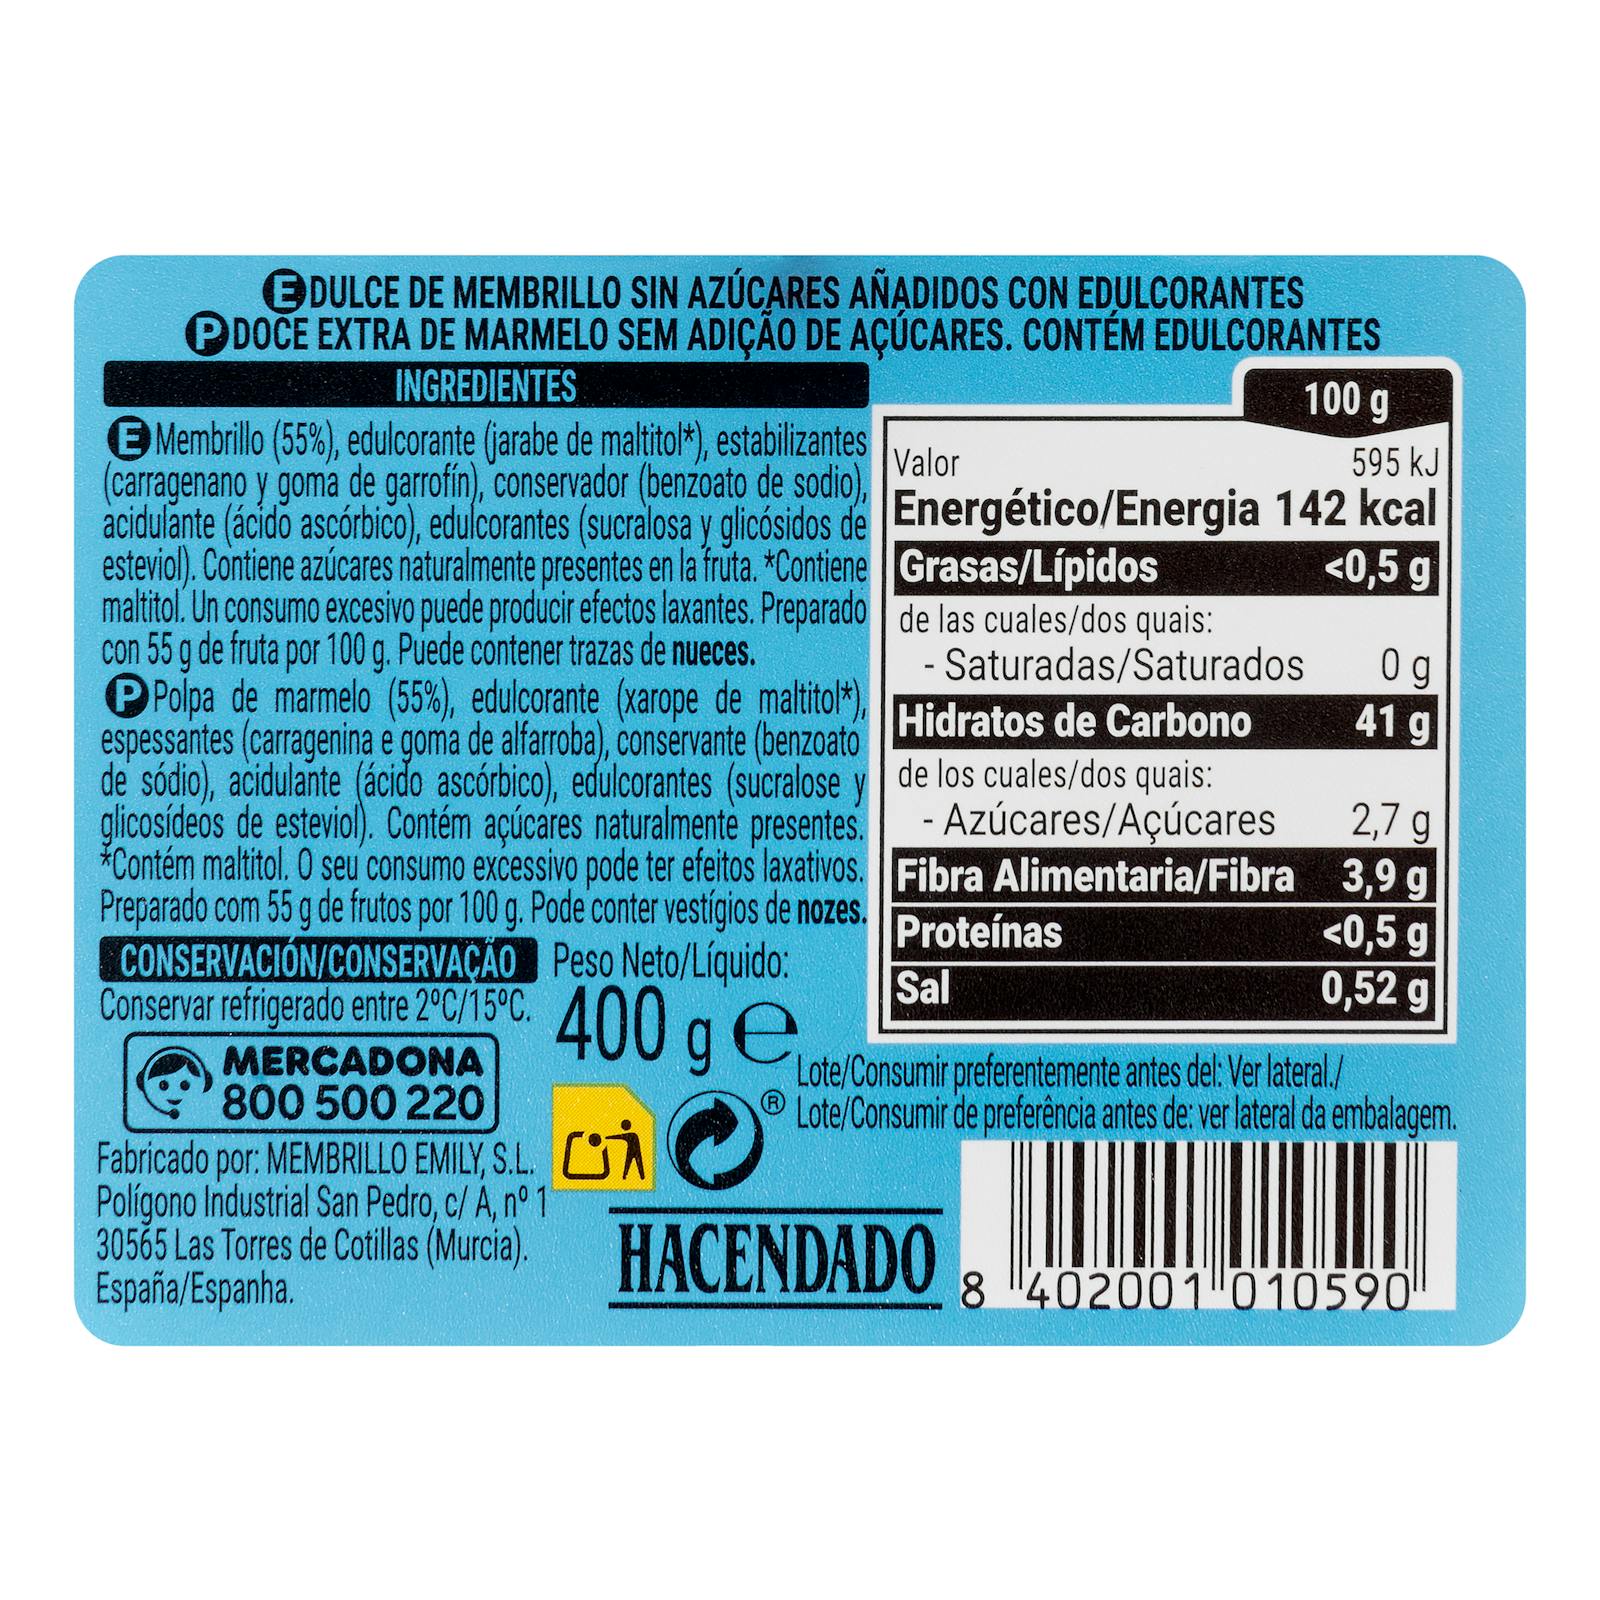 E DULCE DE MEMBRILLO SIN AZÚCARES AÑADIDOS CON EDULCORANTES
P DOCE EXTRA DE MARMELO SEM ADIÇÃO DE AÇÚCARES. CONTÉM EDULCORANTES
INGREDIENTES
E Membrillo (55%), edulcorante (jarabe de maltitol*), estabilizantes
(carragenano y goma de garrofín), conservador (benzoato de sodio),
acidulante (ácido ascórbico), edulcorantes (sucralosa y glicósidos de
esteviol). Contiene azúcares naturalmente presentes en la fruta. *Contiene
maltitol. Un consumo excesivo puede producir efectos laxantes. Preparado
con 55 g de fruta por 100 g. Puede contener trazas de nueces.
P Polpa de marmelo (55%), edulcorante (xarope de maltitol*),
espessantes (carragenina e goma de alfarroba), conservante (benzoato
de sódio), acidulante (ácido ascórbico), edulcorantes (sucralose y
glicosídeos de esteviol). Contém açúcares naturalmente presentes.
*Contém maltitol. O seu consumo excessivo pode ter efeitos laxativos.
Preparado com 55 g de frutos por 100 g. Pode conter vestígios de nozes.
100 g
Valor 595 kJ
Energético/Energia 142 kcal
Grasas/Lípidos <0,5 g
de las cuales/dos quais:
- Saturadas/Saturados 0 g
Hidratos de Carbono 41 g
de los cuales/dos quais:
- Azúcares/Açúcares 2,7 g
Fibra Alimentaria/Fibra 3,9 g
Proteínas <0,5 g
Sal 0,52 g
CONSERVACIÓN/CONSERVAÇÃO
Conservar refrigerado entre 2ºC/15ºC.
Peso Neto/Líquido:
400 g e
MERCADONA
800 500 220
Lote/Consumir preferentemente antes del: Ver lateral./
Lote/Consumir de preferência antes de: ver lateral da embalagem.
®
Fabricado por: MEMBRILLO EMILY, S.L.
Polígono Industrial San Pedro, c/ A, nº 1
30565 Las Torres de Cotillas (Murcia).
España/Espanha.
HACENDADO
8 402001 010590